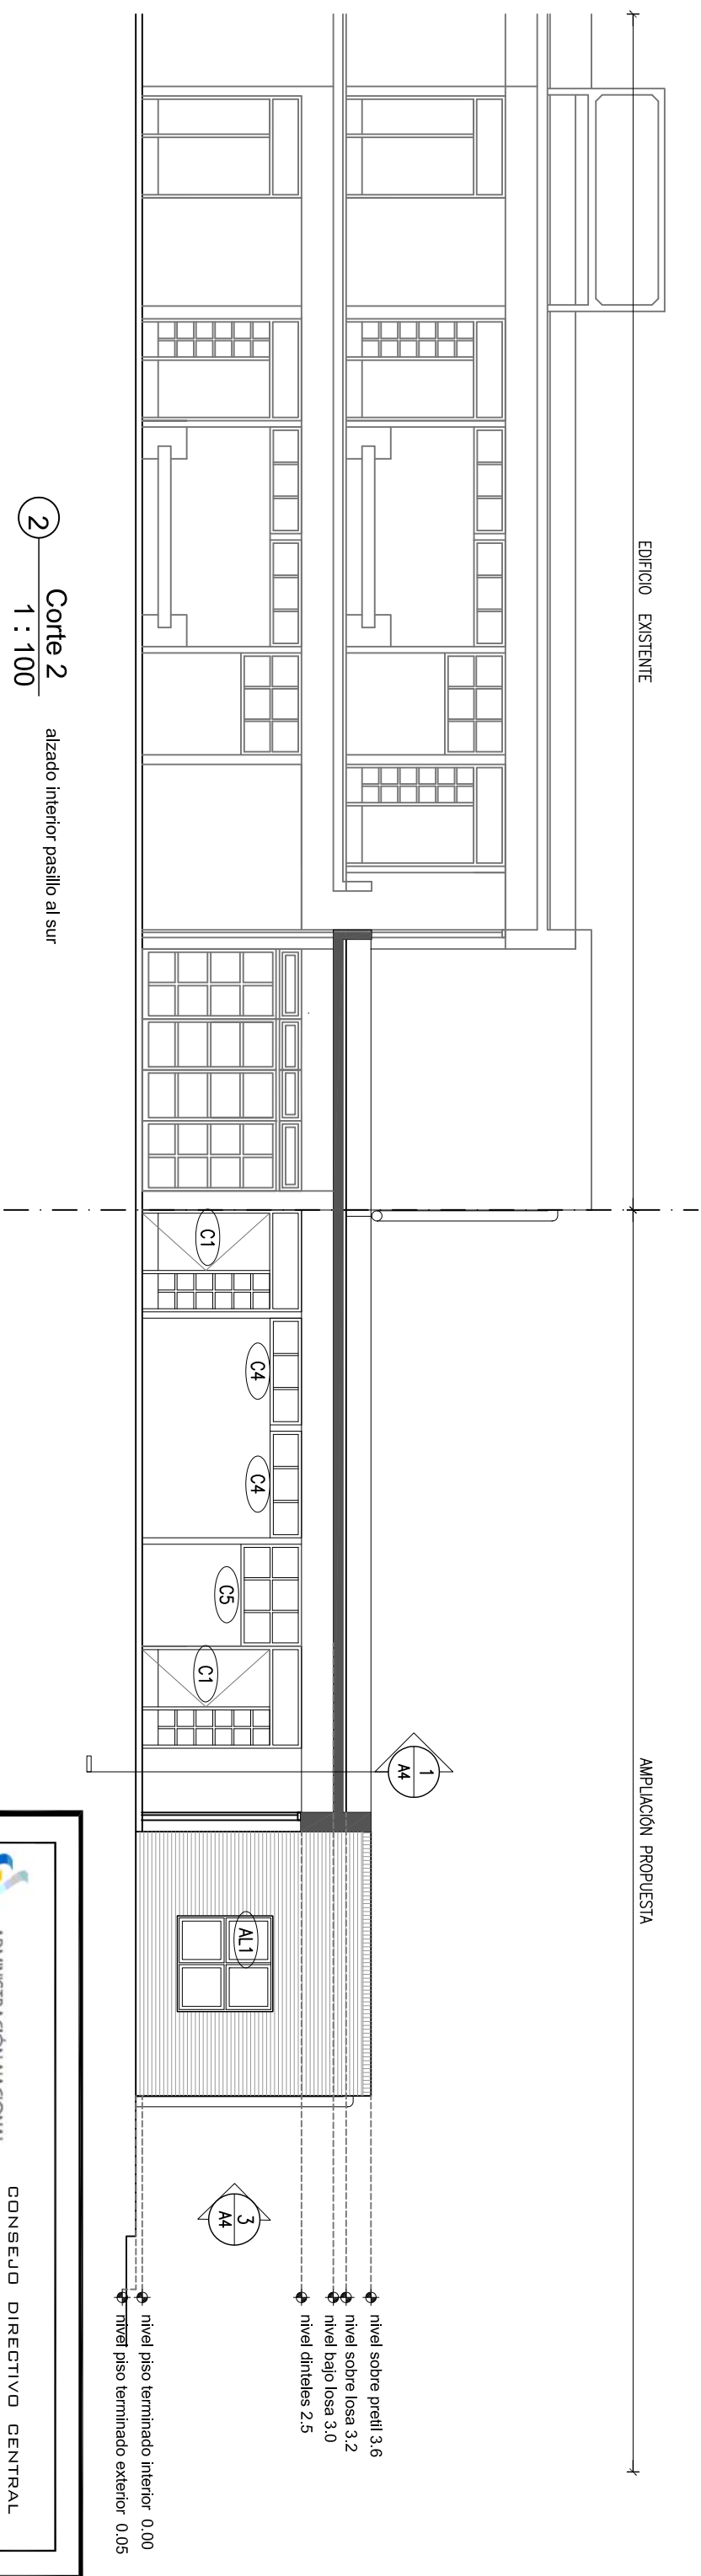 EDIFICIO EXISTENTE
AMPLIACIÓN PROPUESTA
1
A4
C1
C4
C4
C5
C1
AL1
3
A4
nivel sobre pretil 3.6
nivel sobre losa 3.2
nivel bajo losa 3.0
nivel dinteles 2.5
nivel piso terminado interior 0.00
nivel piso terminado exterior 0.05
2
Corte 2
1 : 100
alzado interior pasillo al sur
CONSEJO DIRECTIVO CENTRAL